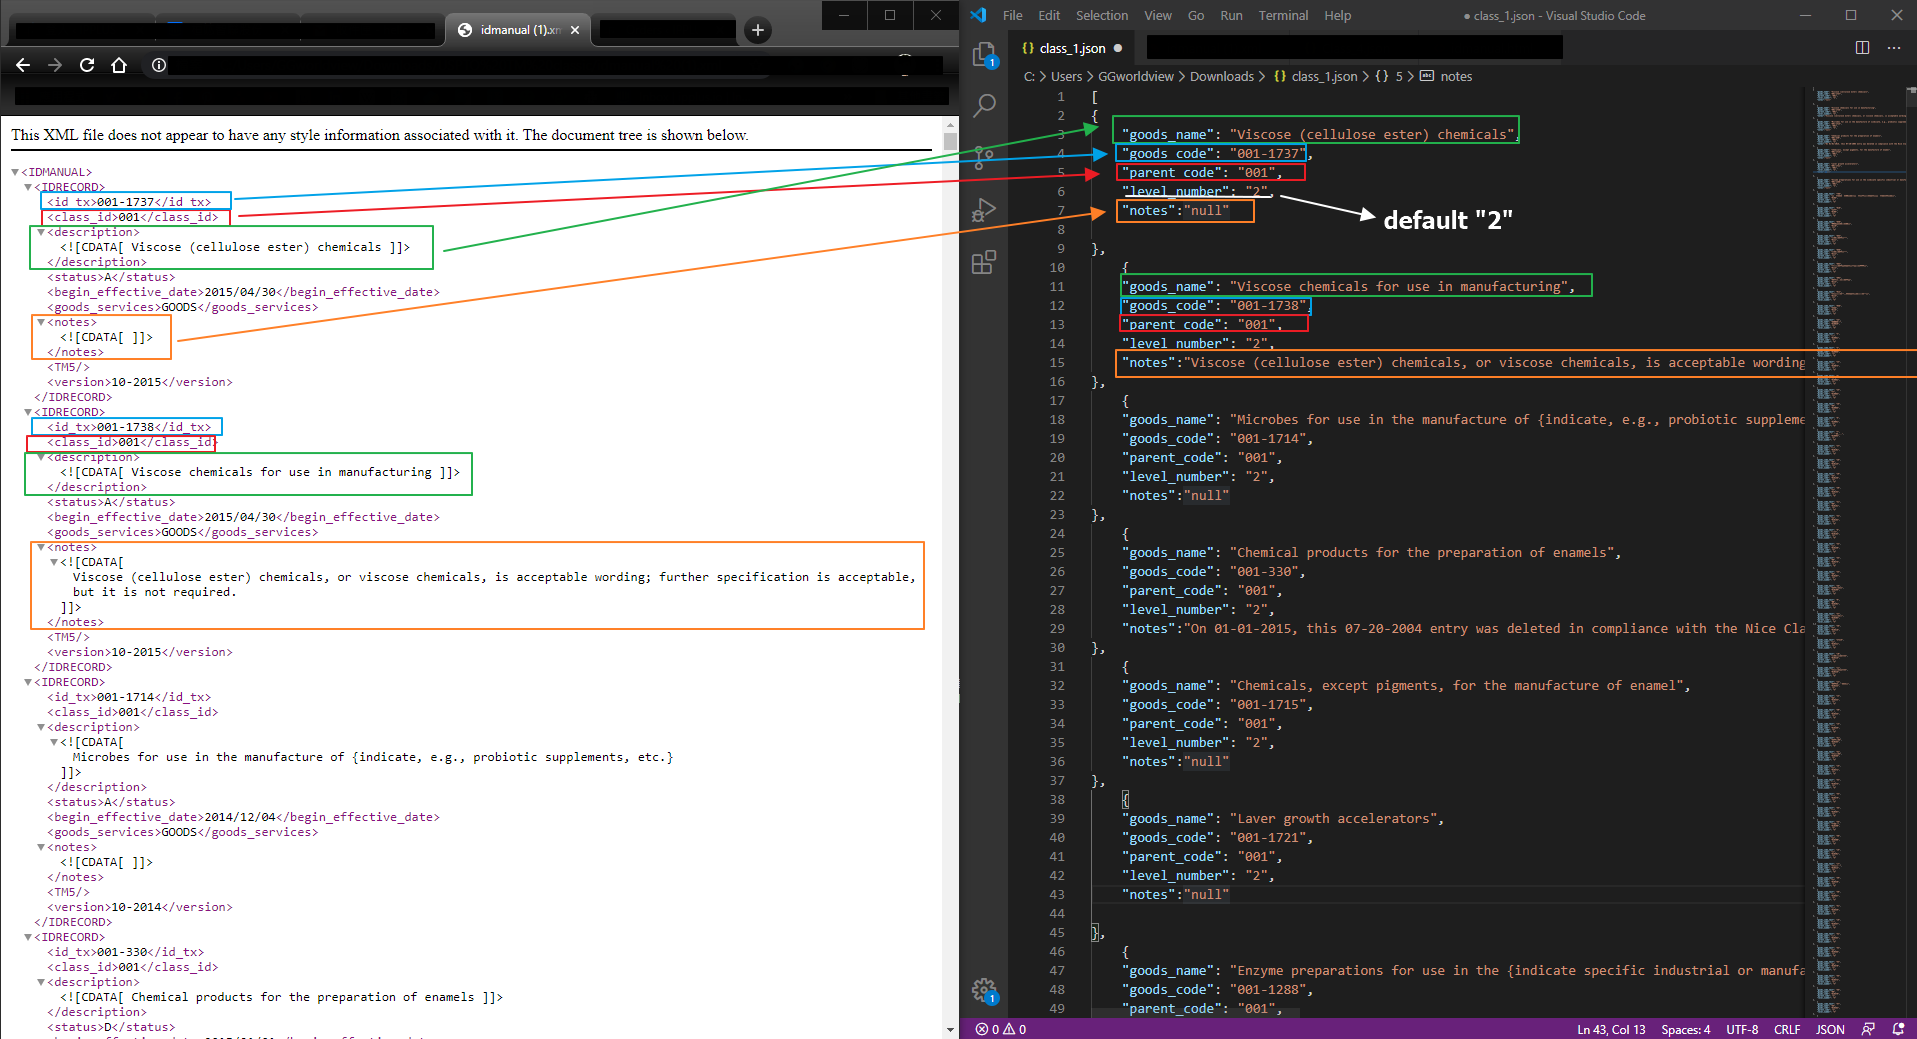 idmanual (1).xm
This XML file does not appear to have any style information associated with it. The document tree is shown below.
▼<IDMANUAL>
▼<IDRECORD>
<id_tx>001-1737</id_tx>
<class_id>001</class_id>
▼<description>
<![CDATA[ Viscose (cellulose ester) chemicals ]]>
</description>
<status>A</status>
<begin_effective_date>2015/04/30</begin_effective_date>
<goods_services>GOODS</goods_services>
▼<notes>
<![CDATA[ ]]>
</notes>
<TM5/>
<version>10-2015</version>
</IDRECORD>
▼<IDRECORD>
<id_tx>001-1738</id_tx>
<class_id>001</class_id>
▼<description>
<![CDATA[ Viscose chemicals for use in manufacturing ]]>
</description>
<status>A</status>
<begin_effective_date>2015/04/30</begin_effective_date>
<goods_services>GOODS</goods_services>
▼<notes>
▼<![CDATA[
Viscose (cellulose ester) chemicals, or viscose chemicals, is acceptable wording; further specification is acceptable,
but it is not required.
]]>
</notes>
<TM5/>
<version>10-2015</version>
</IDRECORD>
▼<IDRECORD>
<id_tx>001-1714</id_tx>
<class_id>001</class_id>
▼<description>
▼<![CDATA[
Microbes for use in the manufacture of {indicate, e.g., probiotic supplements, etc.}
]]>
</description>
<status>A</status>
<begin_effective_date>2014/12/04</begin_effective_date>
<goods_services>GOODS</goods_services>
▼<notes>
<![CDATA[ ]]>
</notes>
<TM5/>
<version>10-2014</version>
</IDRECORD>
▼<IDRECORD>
<id_tx>001-330</id_tx>
<class_id>001</class_id>
▼<description>
<![CDATA[ Chemical products for the preparation of enamels ]]>
</description>
<status>D</status>
File Edit Selection View Go Run Terminal Help
● class_1.json - Visual Studio Code
{} class_1.json ●
C: > Users > GGworldview > Downloads > {} class_1.json > {} 5 > notes
1 [
2 {
3 "goods_name": "Viscose (cellulose ester) chemicals",
4 "goods_code": "001-1737",
5 "parent_code": "001",
6 "level_number": "2",
7 "notes":"null"
8
9 },
10 {
11 "goods_name": "Viscose chemicals for use in manufacturing",
12 "goods_code": "001-1738",
13 "parent_code": "001",
14 "level_number": "2",
15 "notes":"Viscose (cellulose ester) chemicals, or viscose chemicals, is acceptable wording
16 },
17 {
18 "goods_name": "Microbes for use in the manufacture of {indicate, e.g., probiotic suppleme
19 "goods_code": "001-1714",
20 "parent_code": "001",
21 "level_number": "2",
22 "notes":"null"
23 },
24 {
25 "goods_name": "Chemical products for the preparation of enamels",
26 "goods_code": "001-330",
27 "parent_code": "001",
28 "level_number": "2",
29 "notes":"On 01-01-2015, this 07-20-2004 entry was deleted in compliance with the Nice Cla
30 },
31 {
32 "goods_name": "Chemicals, except pigments, for the manufacture of enamel",
33 "goods_code": "001-1715",
34 "parent_code": "001",
35 "level_number": "2",
36 "notes":"null"
37 },
38 {
39 "goods_name": "Laver growth accelerators",
40 "goods_code": "001-1721",
41 "parent_code": "001",
42 "level_number": "2",
43 "notes":"null"
44
45 },
46 {
47 "goods_name": "Enzyme preparations for use in the {indicate specific industrial or manufa
48 "goods_code": "001-1288",
49 "parent_code": "001",
default "2"
1
1
0 0
Ln 43, Col 13 Spaces: 4 UTF-8 CRLF JSON